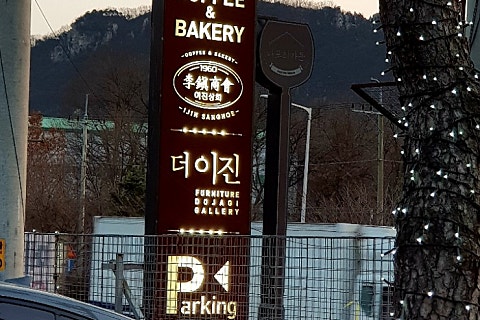 COFFEE
&
BAKERY
COFFEE & BAKERY
1960
李鎭商會
이진상회
IJIN SANGHOE
더이진
FURNITURE
DOJAGI
GALLERY
Parking